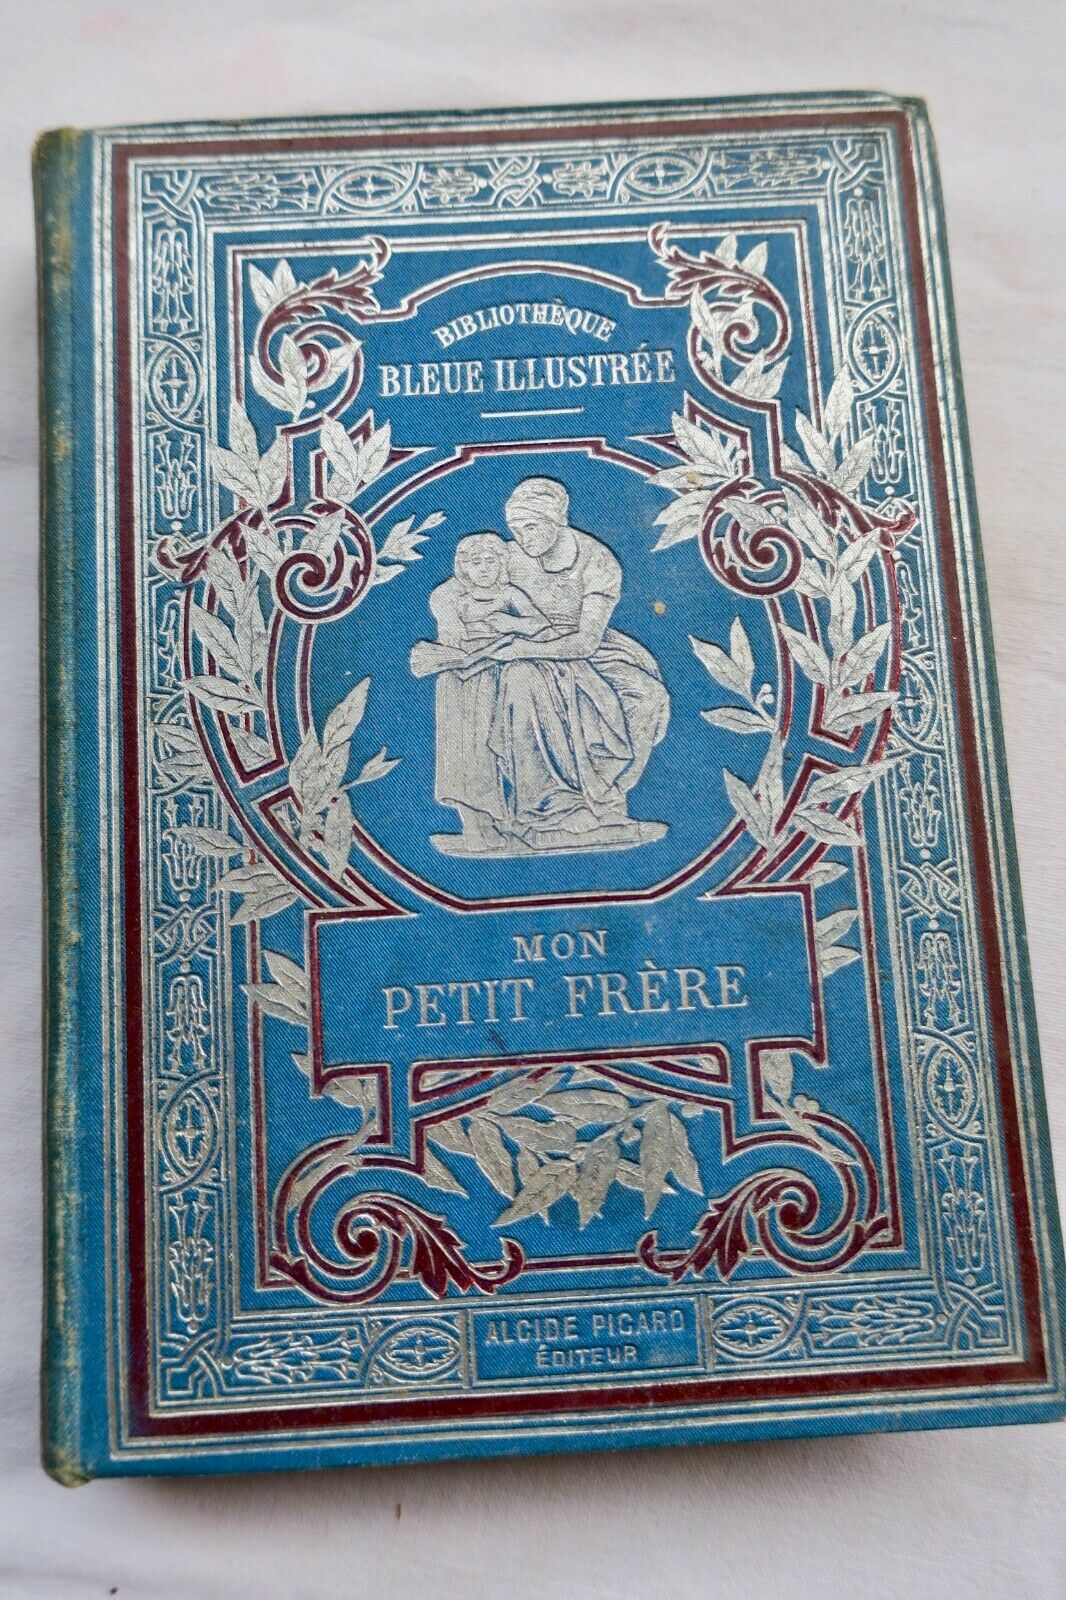 BIBLIOTHÈQUE
BLEUE ILLUSTRÉE
MON
PETIT FRÈRE
ALCIDE PICARD
ÉDITEUR